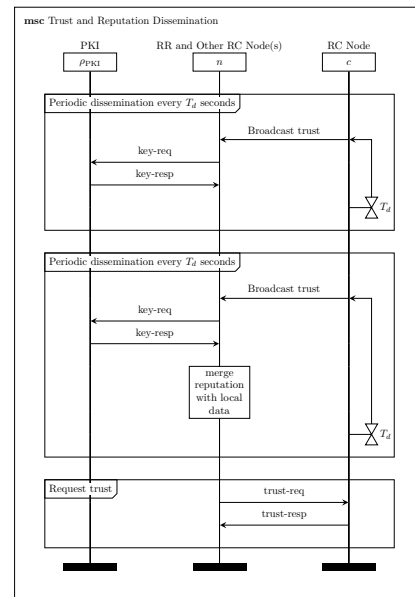 msc Trust and Reputation Dissemination
PKI
RR and Other RC Node(s)
RC Node
ρPKI
n
c
Periodic dissemination every Td seconds
Broadcast trust
key-req
key-resp
Td
Periodic dissemination every Td seconds
Broadcast trust
key-req
key-resp
merge
reputation
with local
data
Td
Request trust
trust-req
trust-resp